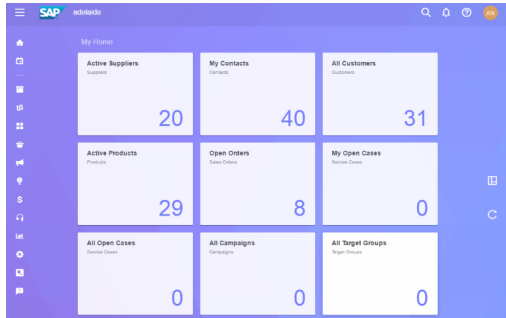 SAP adelaide
AN
My Home
Active Suppliers
Suppliers
20
My Contacts
Contacts
40
All Customers
Customers
31
Active Products
Products
29
Open Orders
Sales Orders
8
My Open Cases
Service Cases
0
All Open Cases
Service Cases
0
All Campaigns
Campaigns
0
All Target Groups
Target Groups
0